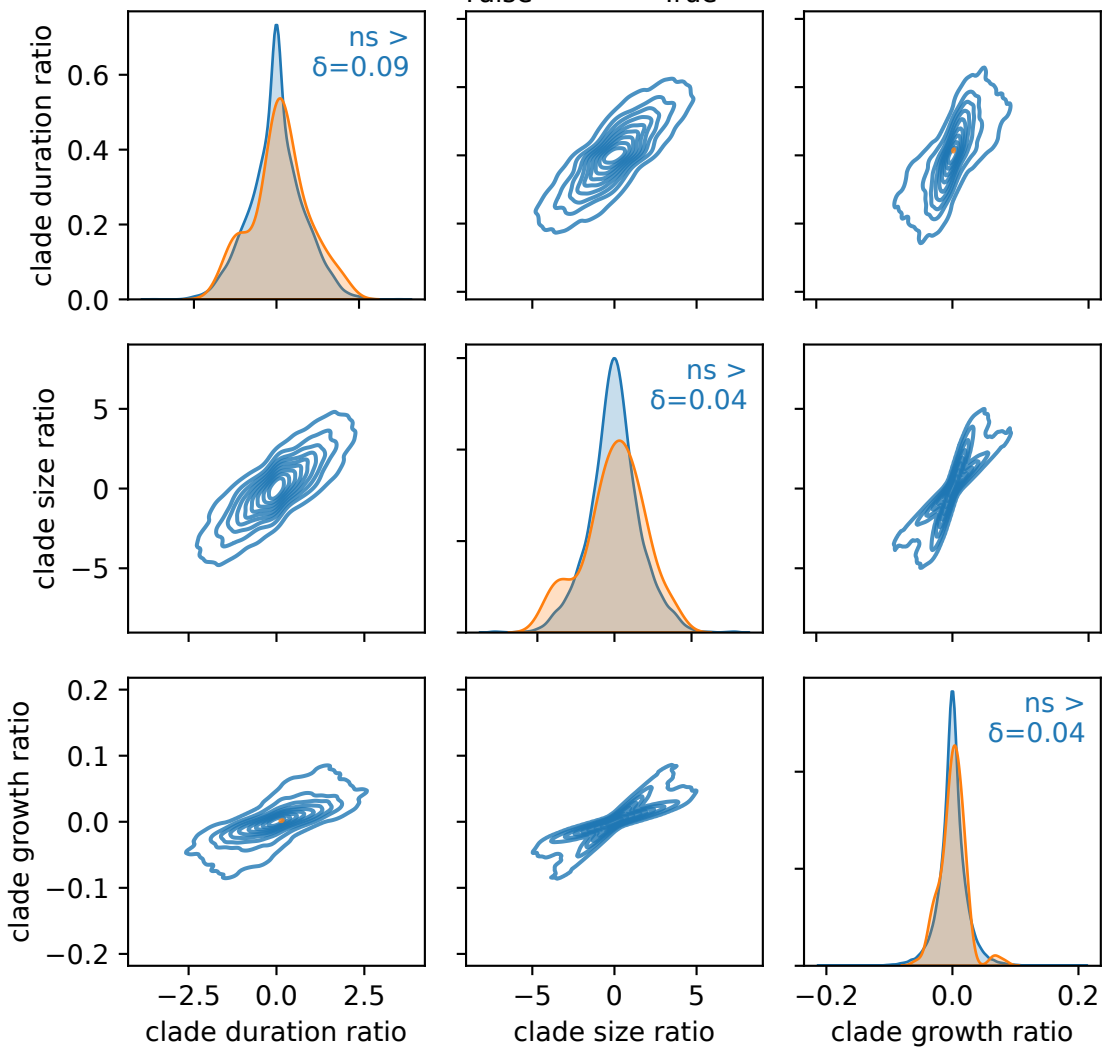 True
clade duration ratio
0.6
0.4
0.2
0.0
ns >
δ=0.09
clade size ratio
5
0
−5
ns >
δ=0.04
clade growth ratio
0.2
0.1
0.0
−0.1
−0.2
ns >
δ=0.04
−2.5 0.0 2.5
−5 0 5
−0.2 0.0 0.2
clade duration ratio
clade size ratio
clade growth ratio